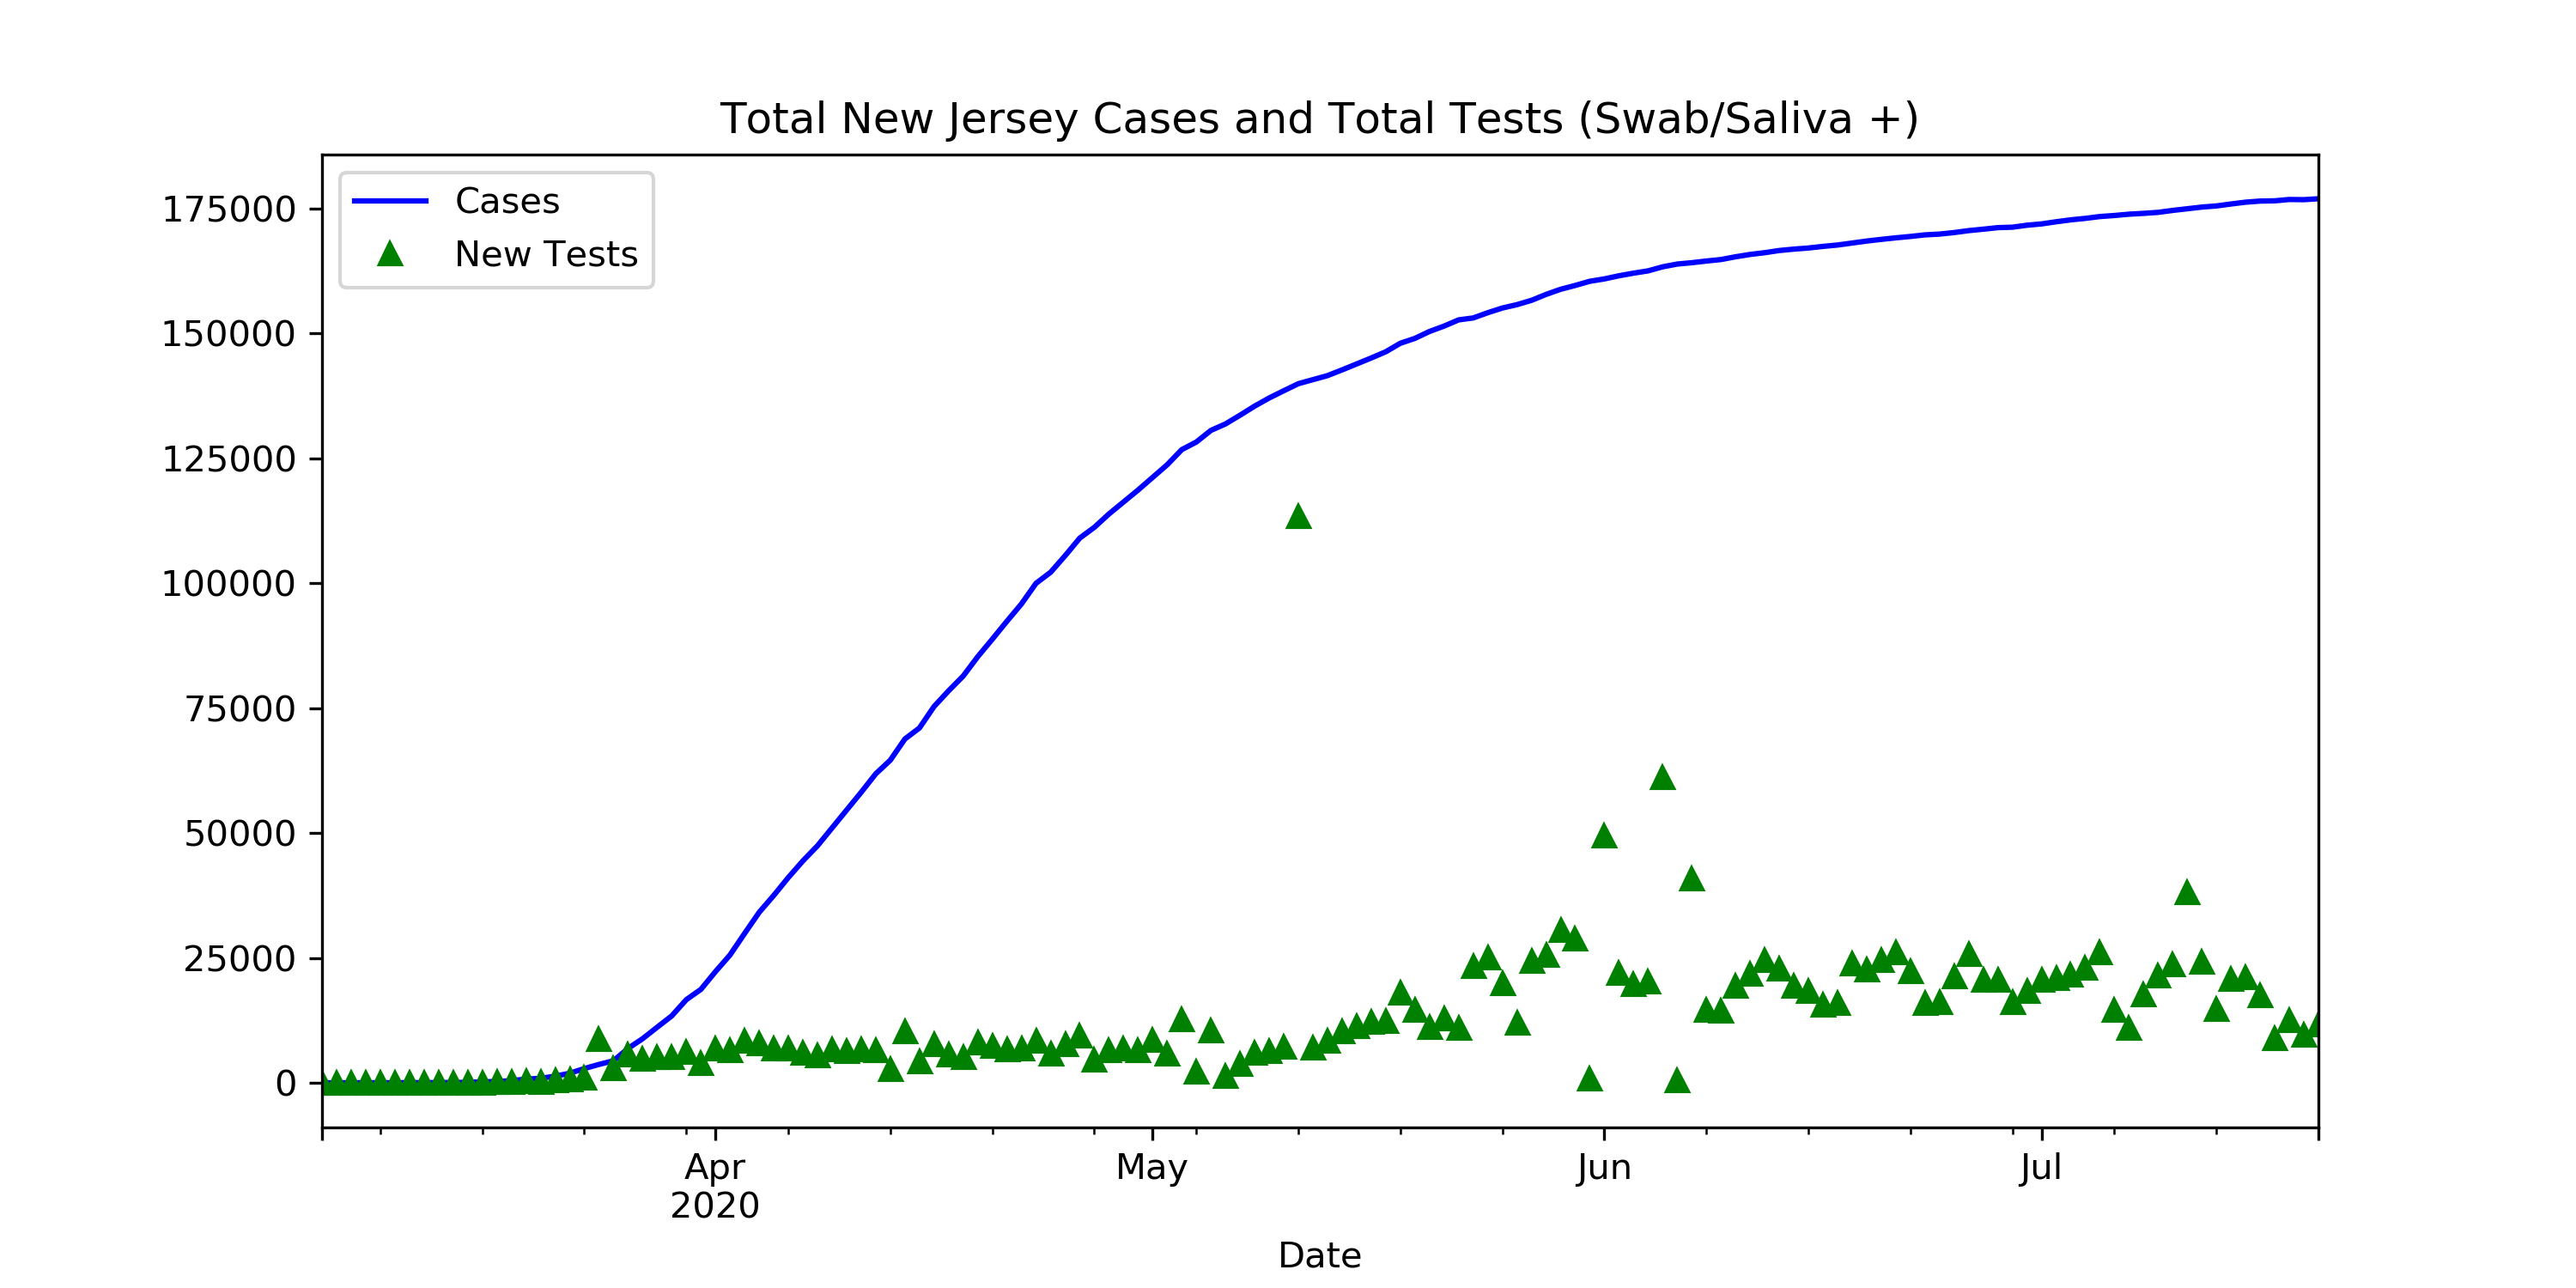 Total New Jersey Cases and Total Tests (Swab/Saliva +)
Cases
New Tests
175000
150000
125000
100000
75000
50000
25000
0
Apr
2020
May
Jun
Jul
Date